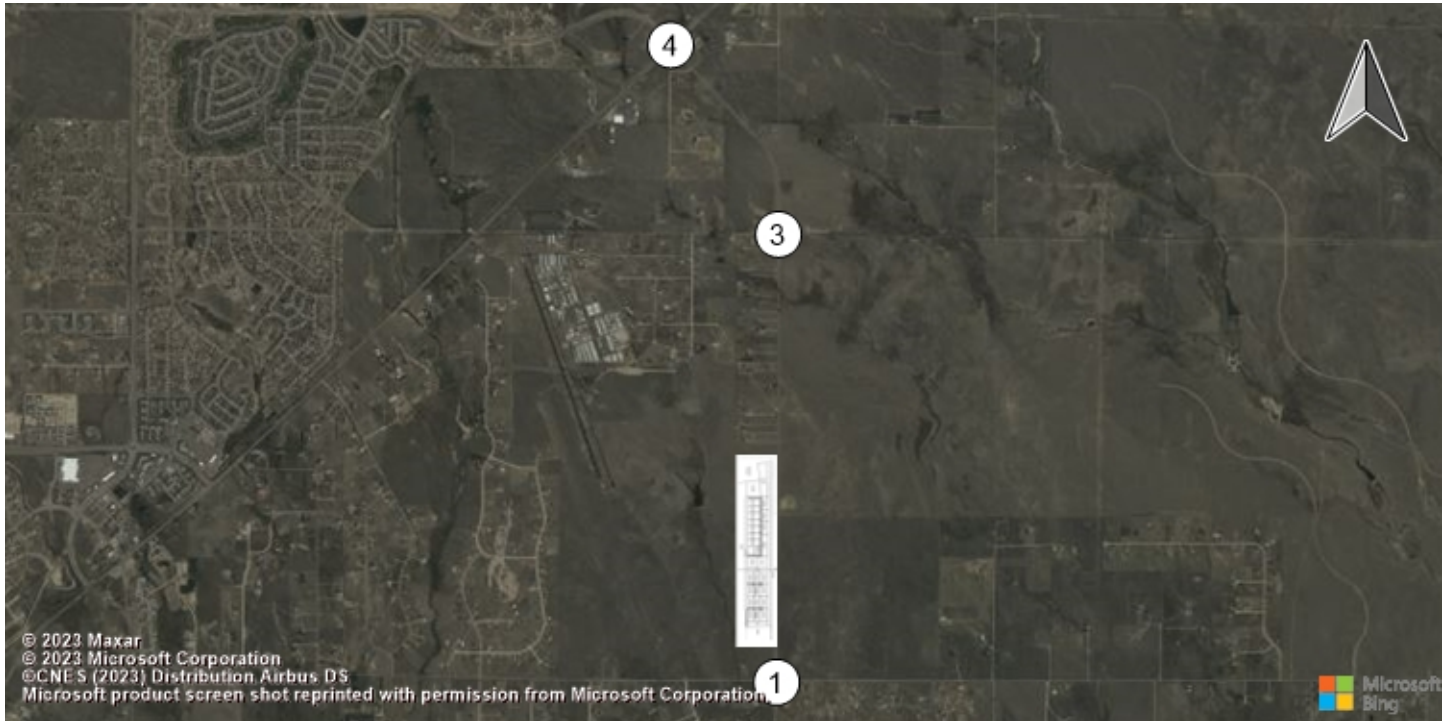 4
3
© 2023 Maxar
© 2023 Microsoft Corporation
©CNES (2023) Distribution Airbus DS
Microsoft product screen shot reprinted with permission from Microsoft Corporation
1
Microsoft
Bing